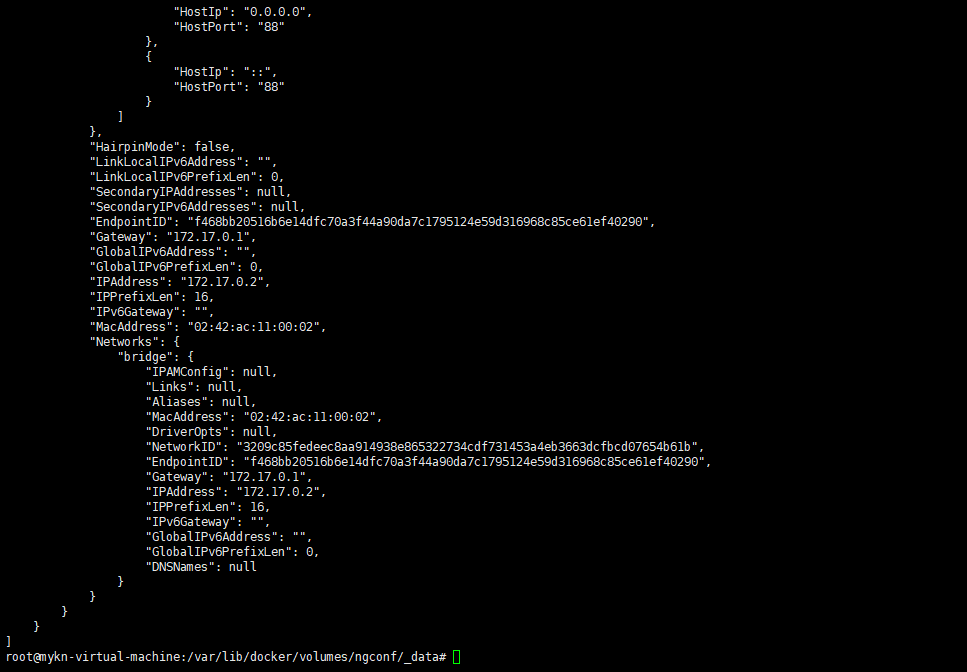 "HostIp": "0.0.0.0",
"HostPort": "88"
},
{
"HostIp": "::",
"HostPort": "88"
}
]
},
"HairpinMode": false,
"LinkLocalIPv6Address": "",
"LinkLocalIPv6PrefixLen": 0,
"SecondaryIPAddresses": null,
"SecondaryIPv6Addresses": null,
"EndpointID": "f468bb20516b6e14dfc70a3f44a90da7c1795124e59d316968c85ce61ef40290",
"Gateway": "172.17.0.1",
"GlobalIPv6Address": "",
"GlobalIPv6PrefixLen": 0,
"IPAddress": "172.17.0.2",
"IPPrefixLen": 16,
"IPv6Gateway": "",
"MacAddress": "02:42:ac:11:00:02",
"Networks": {
"bridge": {
"IPAMConfig": null,
"Links": null,
"Aliases": null,
"MacAddress": "02:42:ac:11:00:02",
"DriverOpts": null,
"NetworkID": "3209c85fedeec8aa914938e865322734cdf731453a4eb3663dcfbcd07654b61b",
"EndpointID": "f468bb20516b6e14dfc70a3f44a90da7c1795124e59d316968c85ce61ef40290",
"Gateway": "172.17.0.1",
"IPAddress": "172.17.0.2",
"IPPrefixLen": 16,
"IPv6Gateway": "",
"GlobalIPv6Address": "",
"GlobalIPv6PrefixLen": 0,
"DNSNames": null
}
}
}
}
]
root@mykn-virtual-machine:/var/lib/docker/volumes/ngconf/_data#